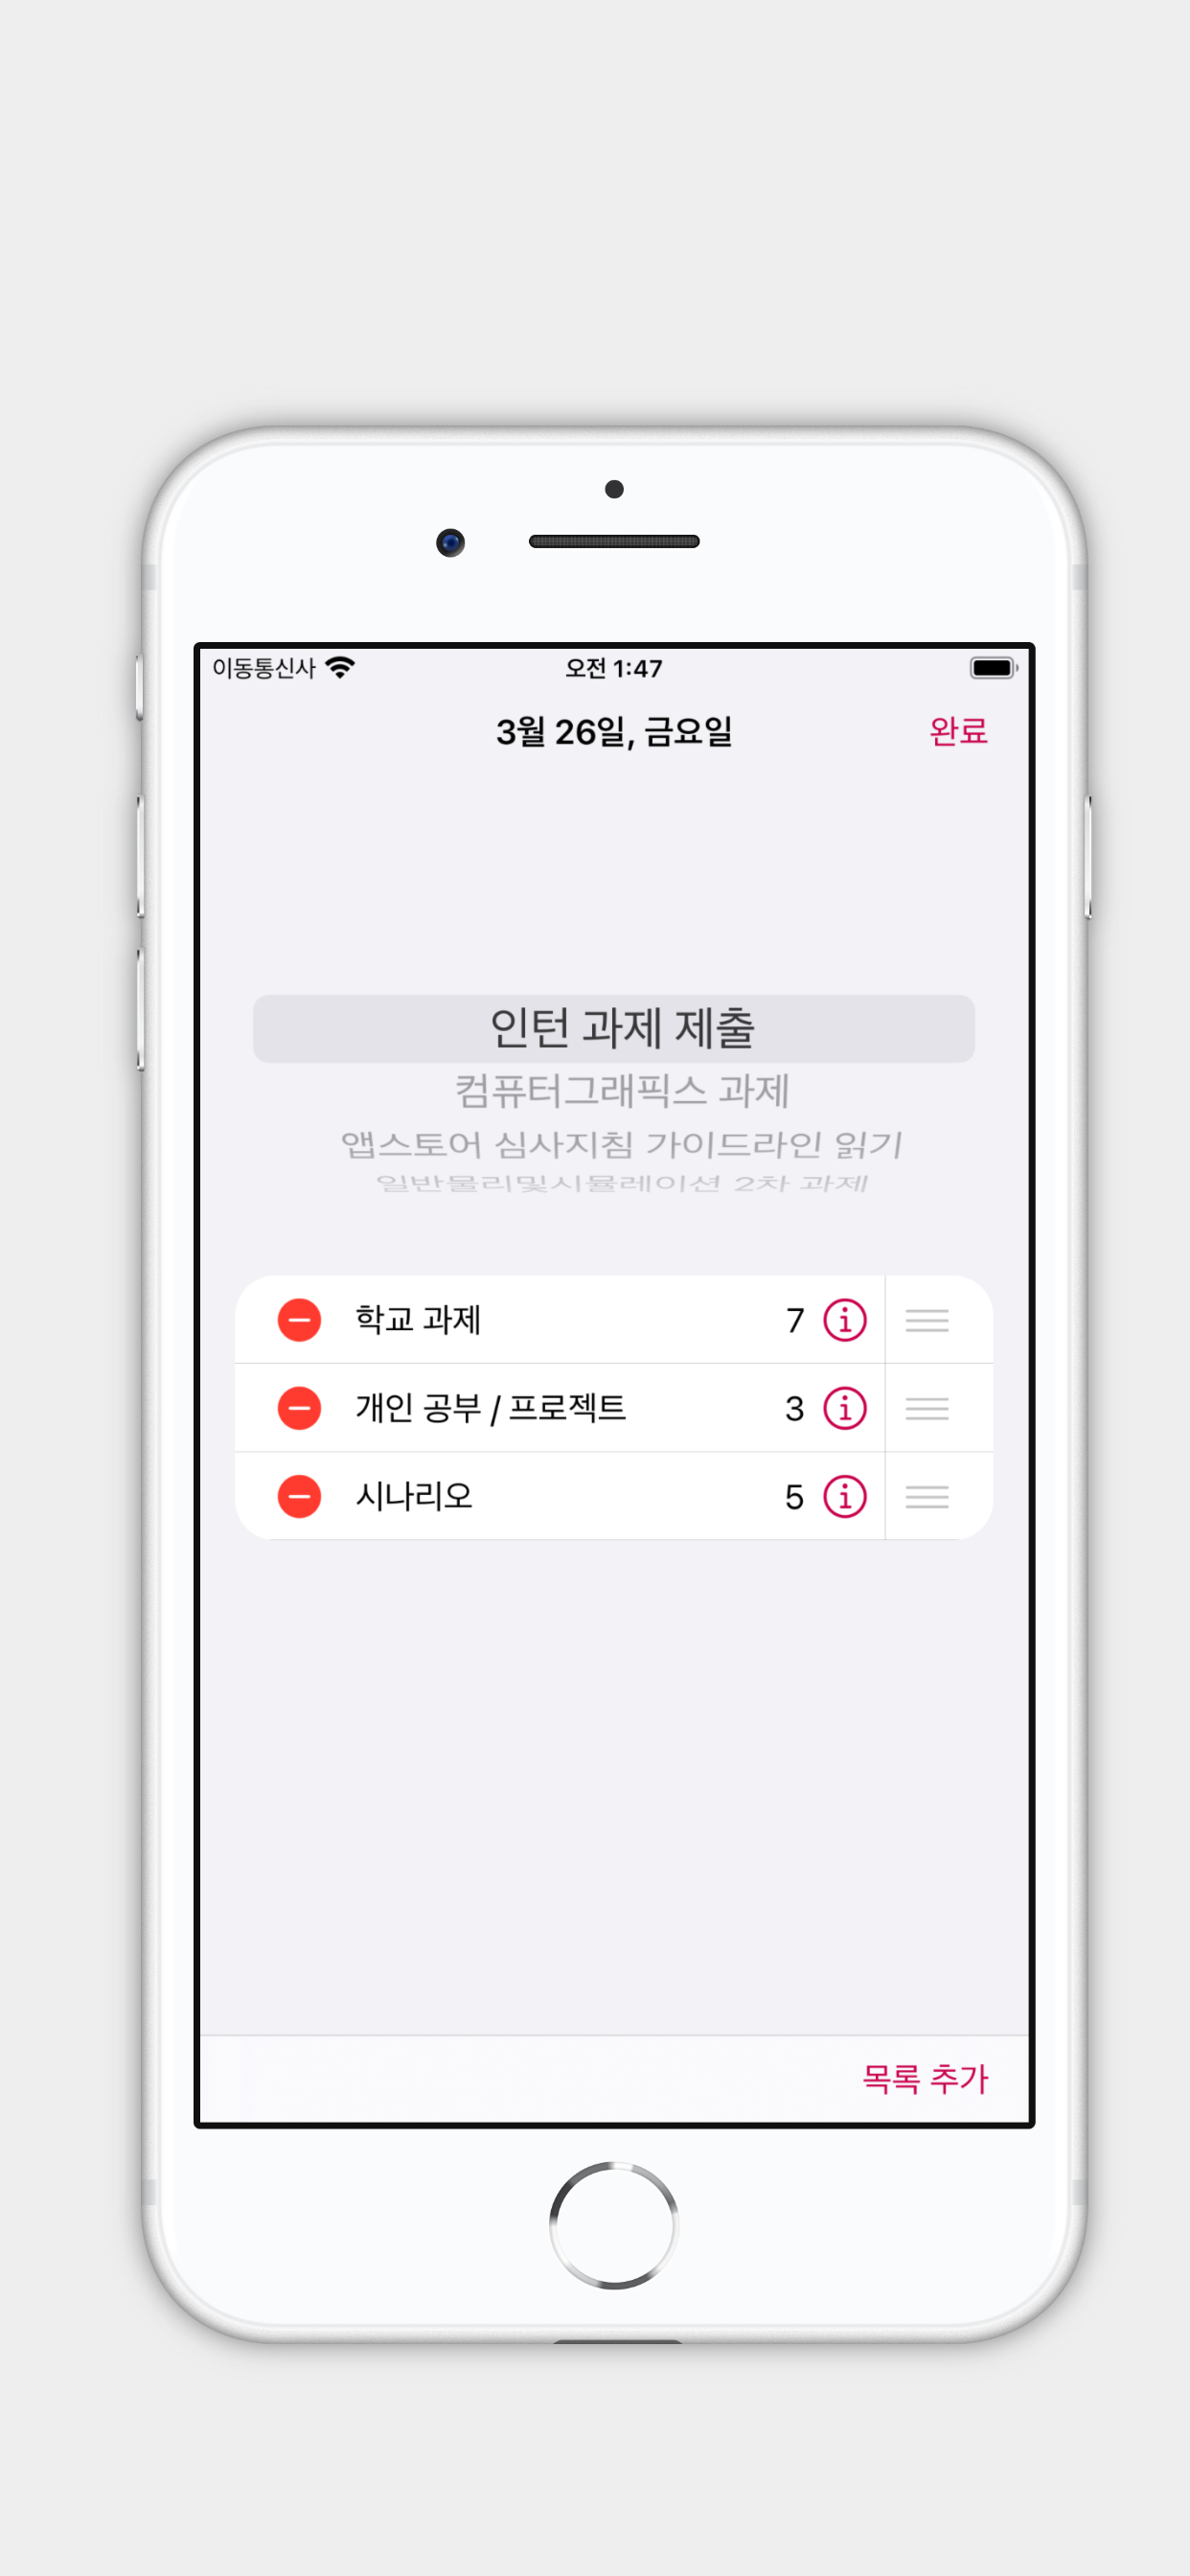 이동통신사
오전 1:47
3월 26일, 금요일
완료
인턴 과제 제출
컴퓨터그래픽스 과제
앱스토어 심사지침 가이드라인 읽기
일반물리및시뮬레이션 2차 과제
학교 과제 7
개인 공부 / 프로젝트 3
시나리오 5
목록 추가